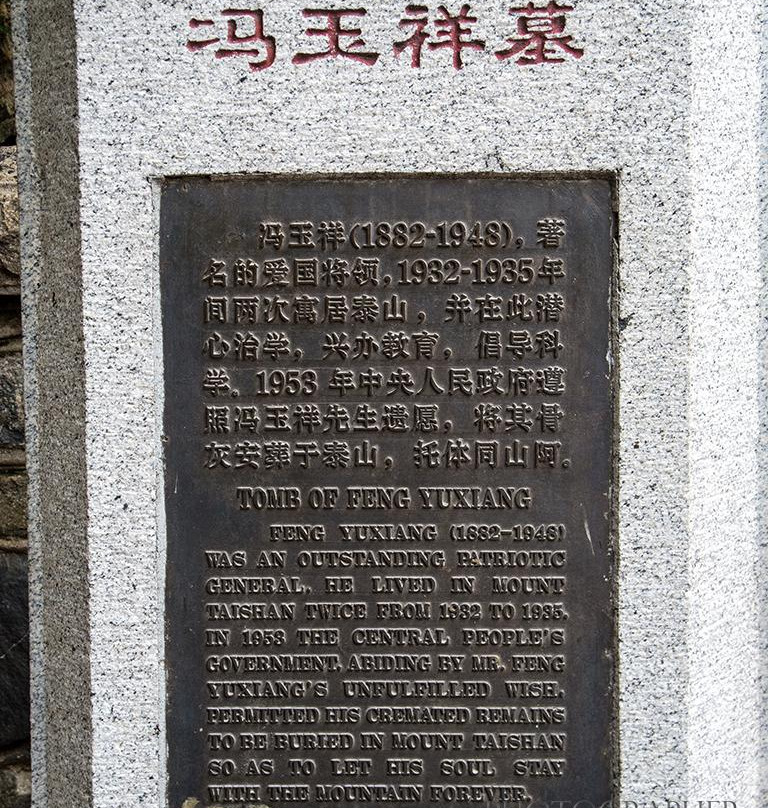 冯玉祥墓
冯玉祥(1882-1948)，著
名的爱国将领，1932-1935年
间两次寓居泰山，并在此潜
心治学，兴办教育，倡导科
学。1953 年中央人民政府遵
照冯玉祥先生遗愿，将其骨
灰安葬于泰山，托体同山阿。
TOMB OF FENG YUXIANG
FENG YUXIANG (1882-1948)
WAS AN OUTSTANDING PATRIOTIC
GENERAL. HE LIVED IN MOUNT
TAISHAN TWICE FROM 1932 TO 1935.
IN 1953 THE CENTRAL PEOPLE'S
GOVERNMENT, ABIDING BY MR. FENG
YUXIANG'S UNFULFILLED WISH,
PERMITTED HIS CREMATED REMAINS
TO BE BURIED IN MOUNT TAISHAN
SO AS TO LET HIS SOUL STAY
WITH THE MOUNTAIN FOREVER.